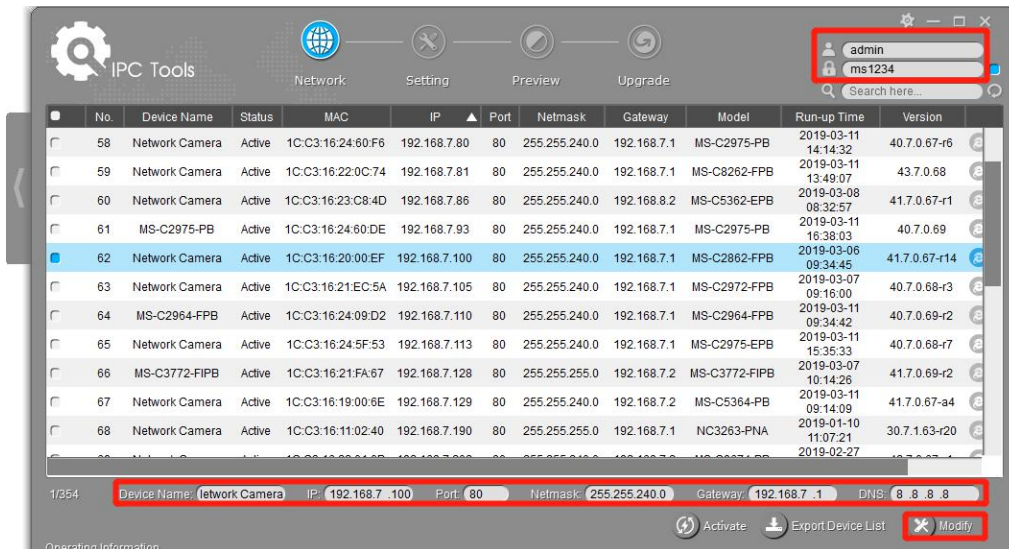 IPC Tools
Network Setting Preview Upgrade
admin
ms1234
Search here...
No. Device Name Status MAC IP Port Netmask Gateway Model Run-up Time Version
58 Network Camera Active 1C:C3:16:24:60:F6 192.168.7.80 80 255.255.240.0 192.168.7.1 MS-C2975-PB 2019-03-11 14:14:32 40.7.0.67-r6
59 Network Camera Active 1C:C3:16:22:0C:74 192.168.7.81 80 255.255.240.0 192.168.7.1 MS-C8262-FPB 2019-03-11 13:49:07 43.7.0.68
60 Network Camera Active 1C:C3:16:23:C8:4D 192.168.7.86 80 255.255.240.0 192.168.8.2 MS-C5362-EPB 2019-03-08 08:32:57 41.7.0.67-r1
61 MS-C2975-PB Active 1C:C3:16:24:60:DE 192.168.7.93 80 255.255.240.0 192.168.7.1 MS-C2975-PB 2019-03-11 16:38:03 40.7.0.69
62 Network Camera Active 1C:C3:16:20:00:EF 192.168.7.100 80 255.255.240.0 192.168.7.1 MS-C2862-FPB 2019-03-06 09:34:45 41.7.0.67-r14
63 Network Camera Active 1C:C3:16:21:EC:5A 192.168.7.105 80 255.255.240.0 192.168.7.1 MS-C2972-FPB 2019-03-07 09:16:00 40.7.0.68-r3
64 MS-C2964-FPB Active 1C:C3:16:24:09:D2 192.168.7.110 80 255.255.240.0 192.168.7.1 MS-C2964-FPB 2019-03-11 09:34:42 40.7.0.69-r2
65 Network Camera Active 1C:C3:16:24:5F:53 192.168.7.113 80 255.255.240.0 192.168.7.1 MS-C2975-EPB 2019-03-11 15:35:33 40.7.0.68-r7
66 MS-C3772-FIPB Active 1C:C3:16:21:FA:67 192.168.7.128 80 255.255.255.0 192.168.7.2 MS-C3772-FIPB 2019-03-07 10:14:26 41.7.0.69-r2
67 Network Camera Active 1C:C3:16:19:00:6E 192.168.7.129 80 255.255.240.0 192.168.7.2 MS-C5364-PB 2019-03-11 09:14:09 41.7.0.67-a4
68 Network Camera Active 1C:C3:16:11:02:40 192.168.7.190 80 255.255.240.0 192.168.7.1 NC3263-PNA 2019-01-10 11:07:21 30.7.1.63-r20
2019-02-27
1/354 Device Name: letwork Camera IP: 192.168.7 .100 Port: 80 Netmask: 255.255.240.0 Gateway: 192.168.7 .1 DNS: 8 .8 .8 .8
Activate Export Device List Modify
Operating Information